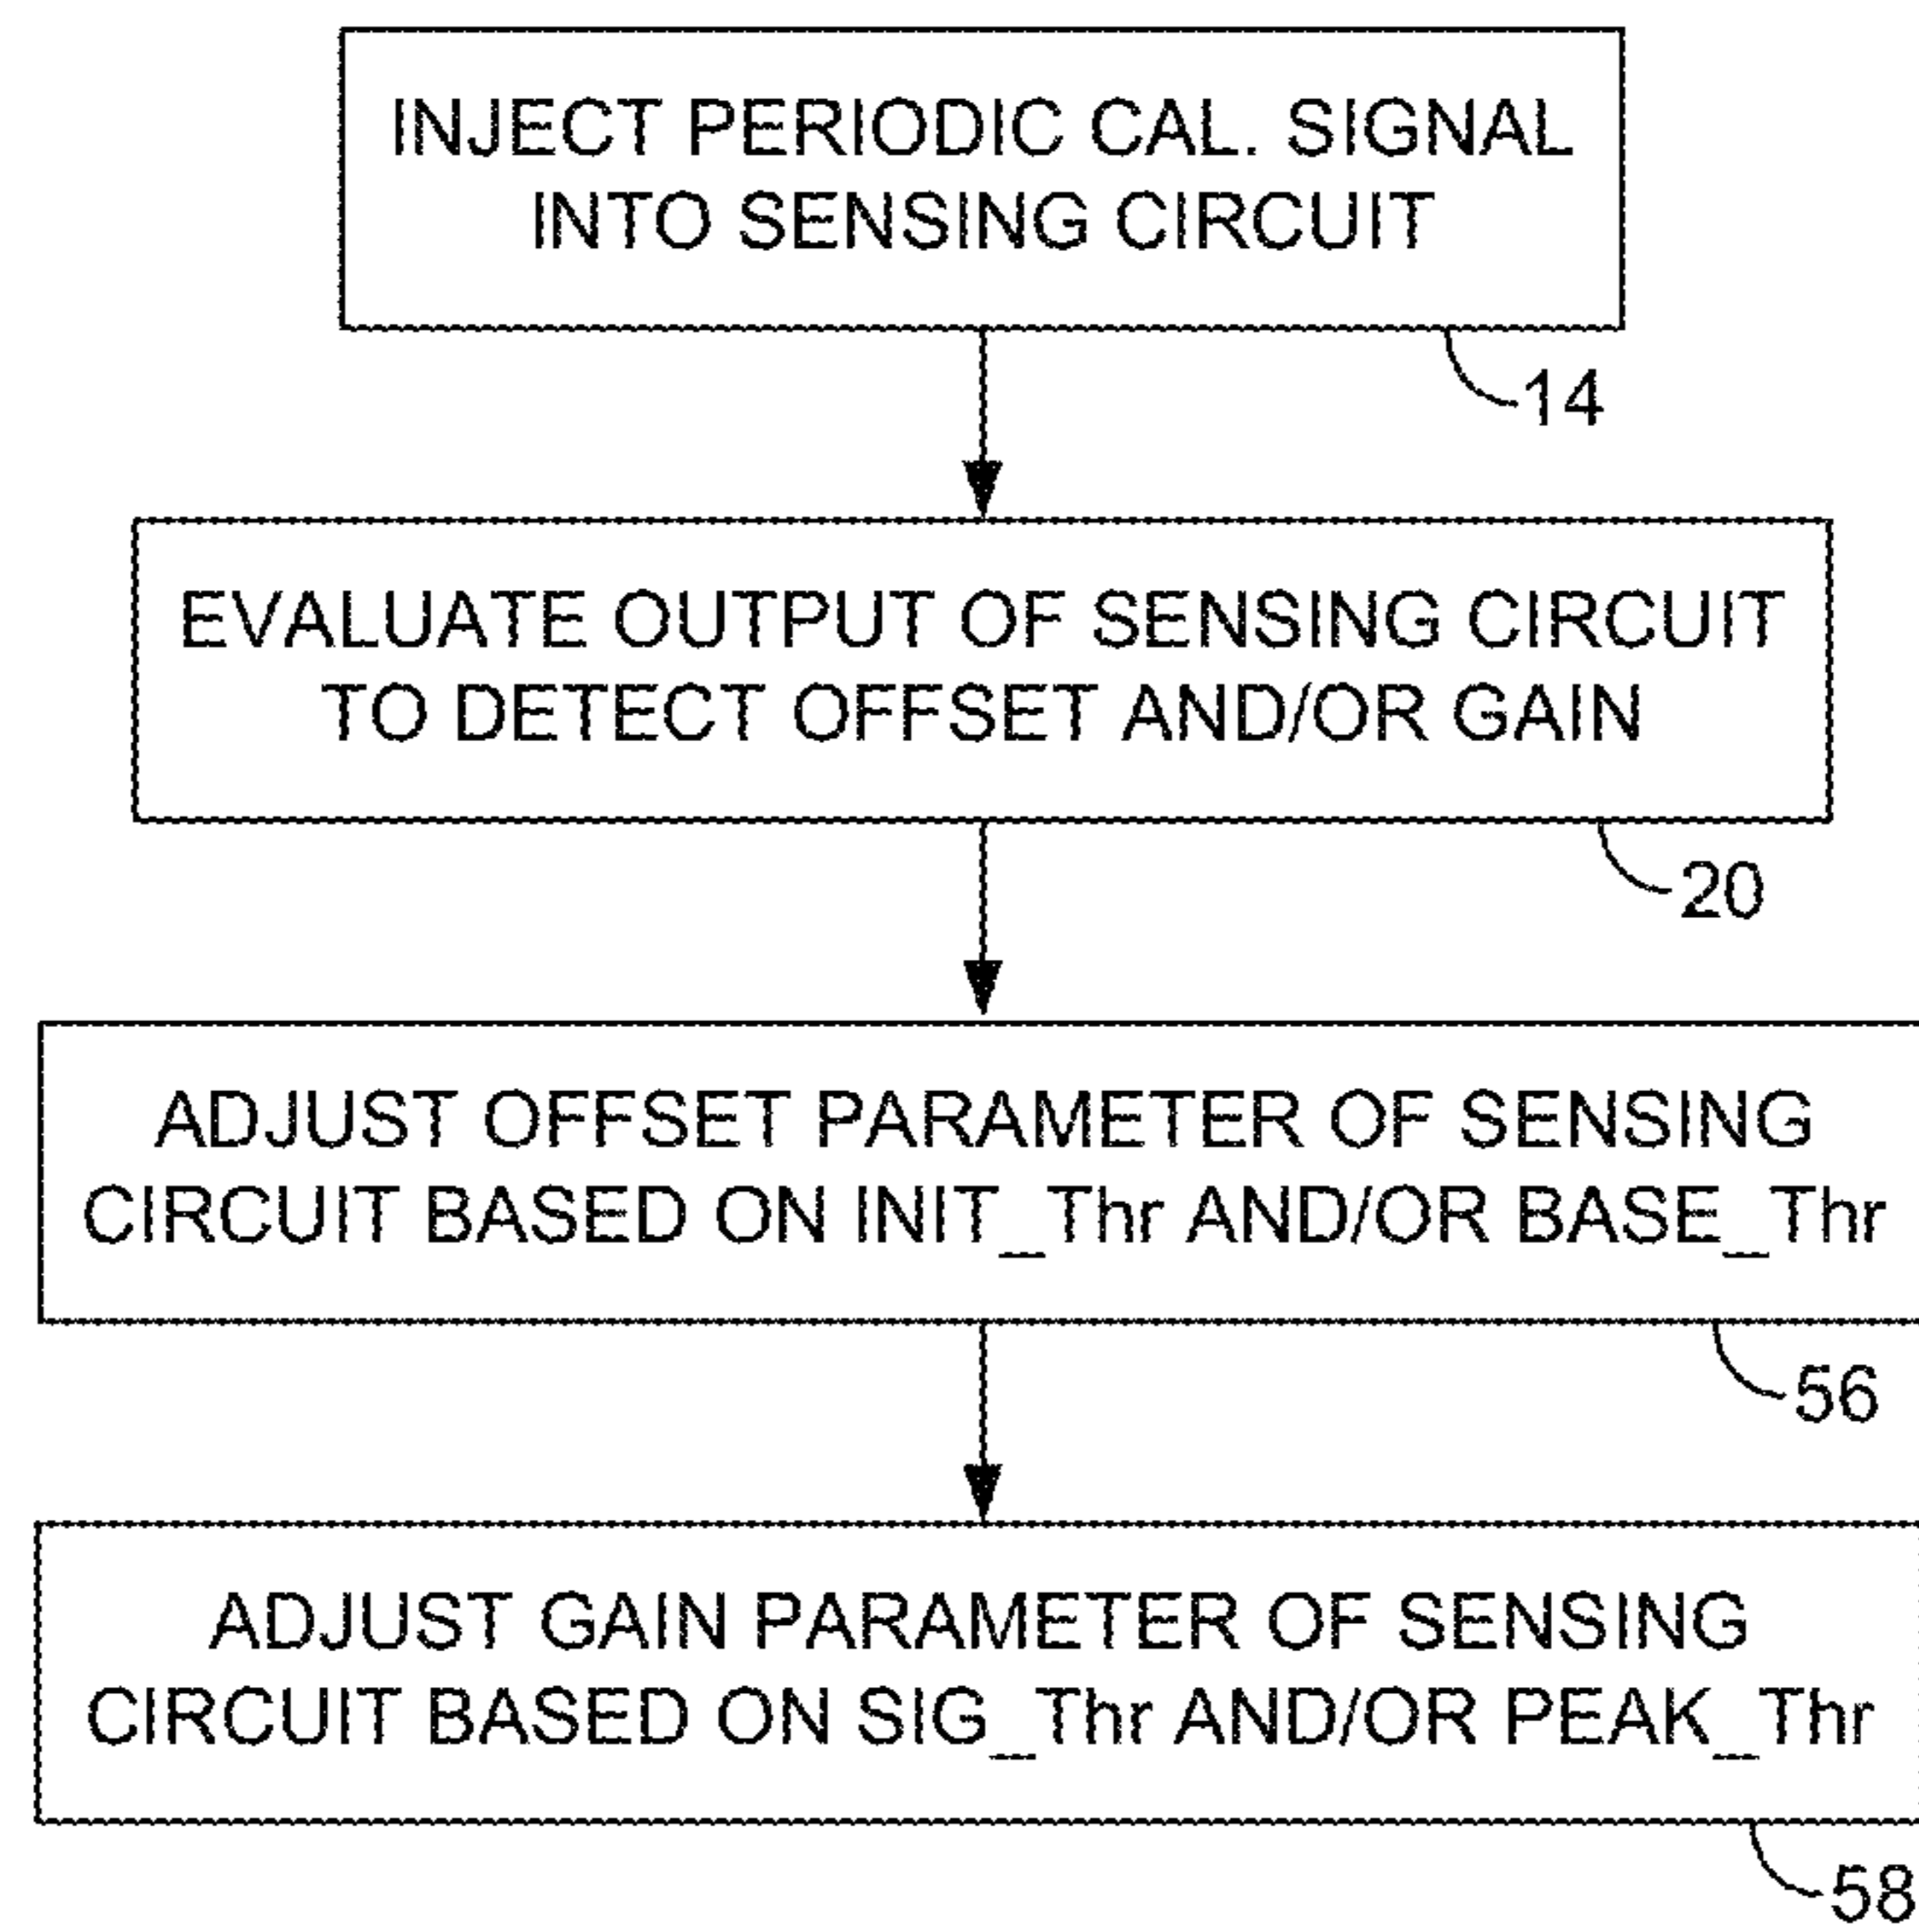 INJECT PERIODIC CAL. SIGNAL
INTO SENSING CIRCUIT
14
EVALUATE OUTPUT OF SENSING CIRCUIT
TO DETECT OFFSET AND/OR GAIN
20
ADJUST OFFSET PARAMETER OF SENSING
CIRCUIT BASED ON INIT_Thr AND/OR BASE_Thr
56
ADJUST GAIN PARAMETER OF SENSING
CIRCUIT BASED ON SIG_Thr AND/OR PEAK_Thr
58